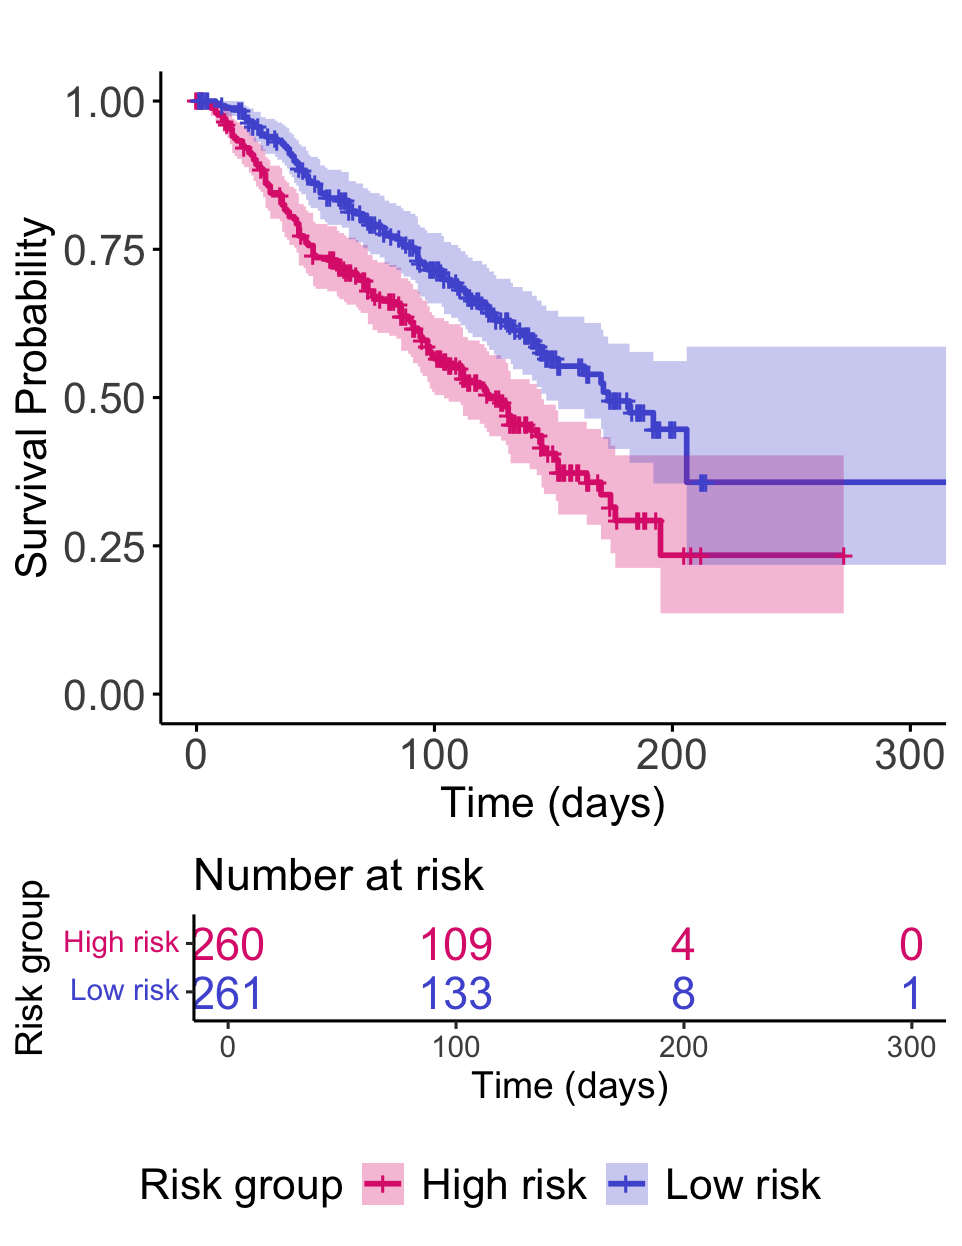 Survival Probability
1.00
0.75
0.50
0.25
0.00
0 100 200 300
Time (days)
Number at risk
Risk group
High risk 260 109 4 0
Low risk 261 133 8 1
0 100 200 300
Time (days)
Risk group High risk Low risk